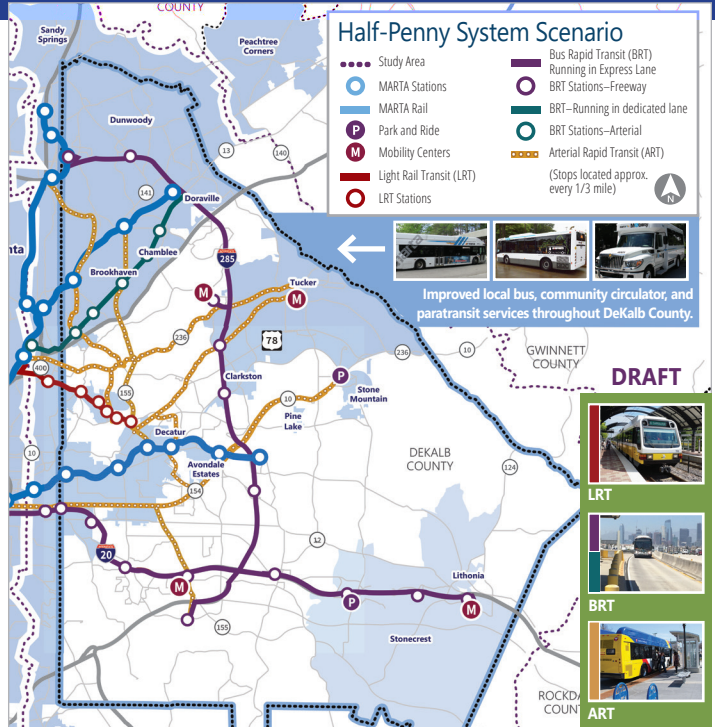 COUNTY
Sandy
Springs
Peachtree
Corners
Half-Penny System Scenario
Study Area
MARTA Stations
MARTA Rail
P
Park and Ride
M
Mobility Centers
Light Rail Transit (LRT)
LRT Stations
Bus Rapid Transit (BRT)
Running in Express Lane
BRT Stations–Freeway
BRT–Running in dedicated lane
BRT Stations–Arterial
Arterial Rapid Transit (ART)
(Stops located approx.
every 1/3 mile)
N
Dunwoody
13
140
141
Doraville
nta
Chamblee
285
Brookhaven
Tucker
M
M
Improved local bus, community circulator, and
paratransit services throughout DeKalb County.
236
78
236
10
GWINNETT
COUNTY
400
DRAFT
Clarkston
P
Stone
Mountain
155
10
Pine
Lake
Decatur
10
Avondale
Estates
DEKALB
COUNTY
124
154
LRT
12
20
M
Lithonia
P
M
BRT
155
Stonecrest
ROCKDA
COUNT
ART